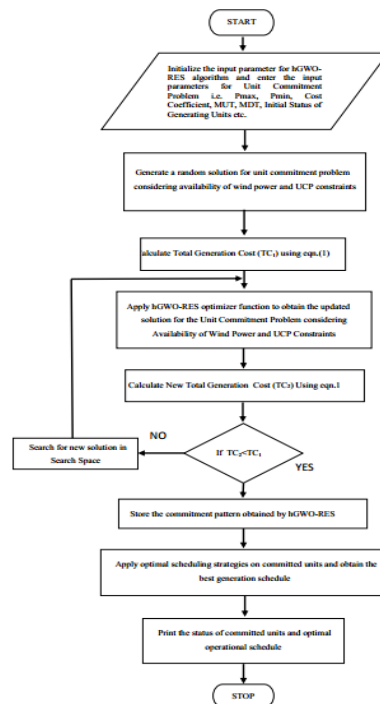 START
Initialize the input parameter for hGWO-
RES algorithm and enter the input
parameters for Unit Commitment
Problem i.e. Pmax, Pmin, Cost
Coefficient, MUT, MDT, Initial Status of
Generating Units etc.
Generate a random solution for unit commitment problem
considering availability of wind power and UCP constraints
alculate Total Generation Cost (TC₁) using eqn.(1)
Apply hGWO-RES optimizer function to obtain the updated
solution for the Unit Commitment Problem considering
Availability of Wind Power and UCP Constraints
Calculate New Total Generation Cost (TC₂) Using eqn.1
NO
Search for new solution in
Search Space
If TC₂<TC₁
YES
Store the commitment pattern obtained by hGWO-RES
Apply optimal scheduling strategies on committed units and obtain the
best generation schedule
Print the status of committed units and optimal
operational schedule
STOP